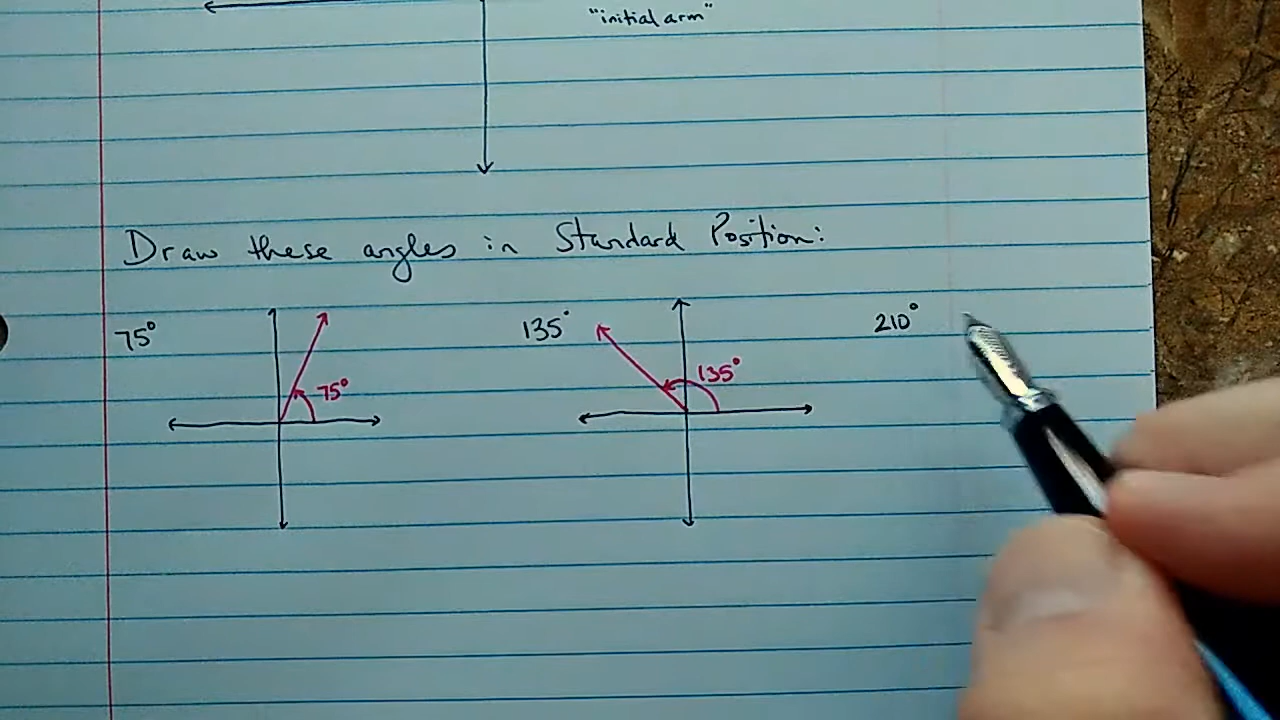 "initial arm"
Draw these angles in Standard Position:
75° 135° 210°
75° 135°